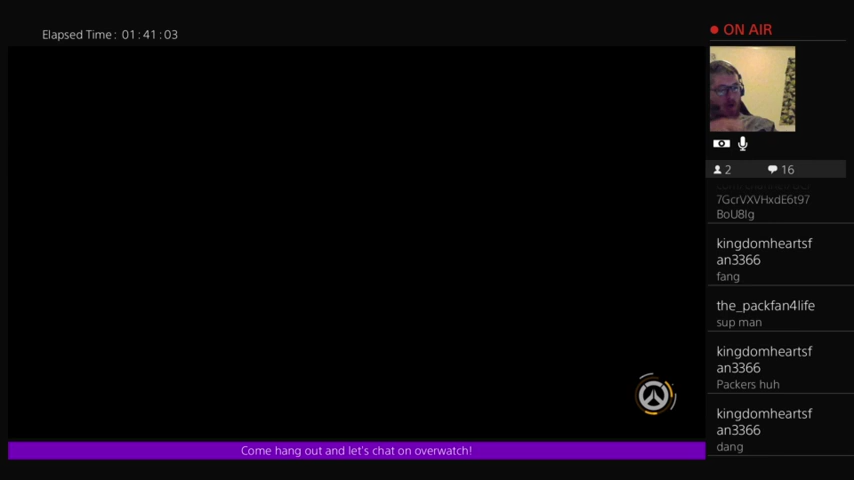 Elapsed Time: 01:41:03
ON AIR
2
16
7GcrVXVHxdE6t97
BoU8Ig
kingdomheartsf
an3366
fang
the_packfan4life
sup man
kingdomheartsf
an3366
Packers huh
kingdomheartsf
an3366
dang
Come hang out and let's chat on overwatch!